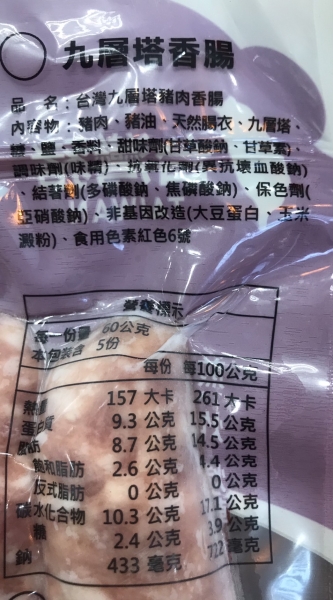 九層塔香腸
品 名：台灣九層塔豬肉香腸
內容物：豬肉、豬油、天然腸衣、九層塔、
糖、鹽、香料、甜味劑(甘草酸鈉、甘草素)、
調味劑(味精)、抗氧化劑(異抗壞血酸鈉)
、結著劑(多磷酸鈉、焦磷酸鈉)、保色劑(
亞硝酸鈉)、非基因改造(大豆蛋白、玉米
澱粉)、食用色素紅色6號
營養標示
每一份量 60公克
本包裝含 5份
每份 每100公克
熱量 157 大卡 261 大卡
蛋白質 9.3 公克 15.5 公克
脂肪 8.7 公克 14.5 公克
飽和脂肪 2.6 公克 4.4 公克
反式脂肪 0 公克 0 公克
碳水化合物 10.3 公克 17.1 公克
糖 2.4 公克 3.9 公克
鈉 433 毫克 722 毫克